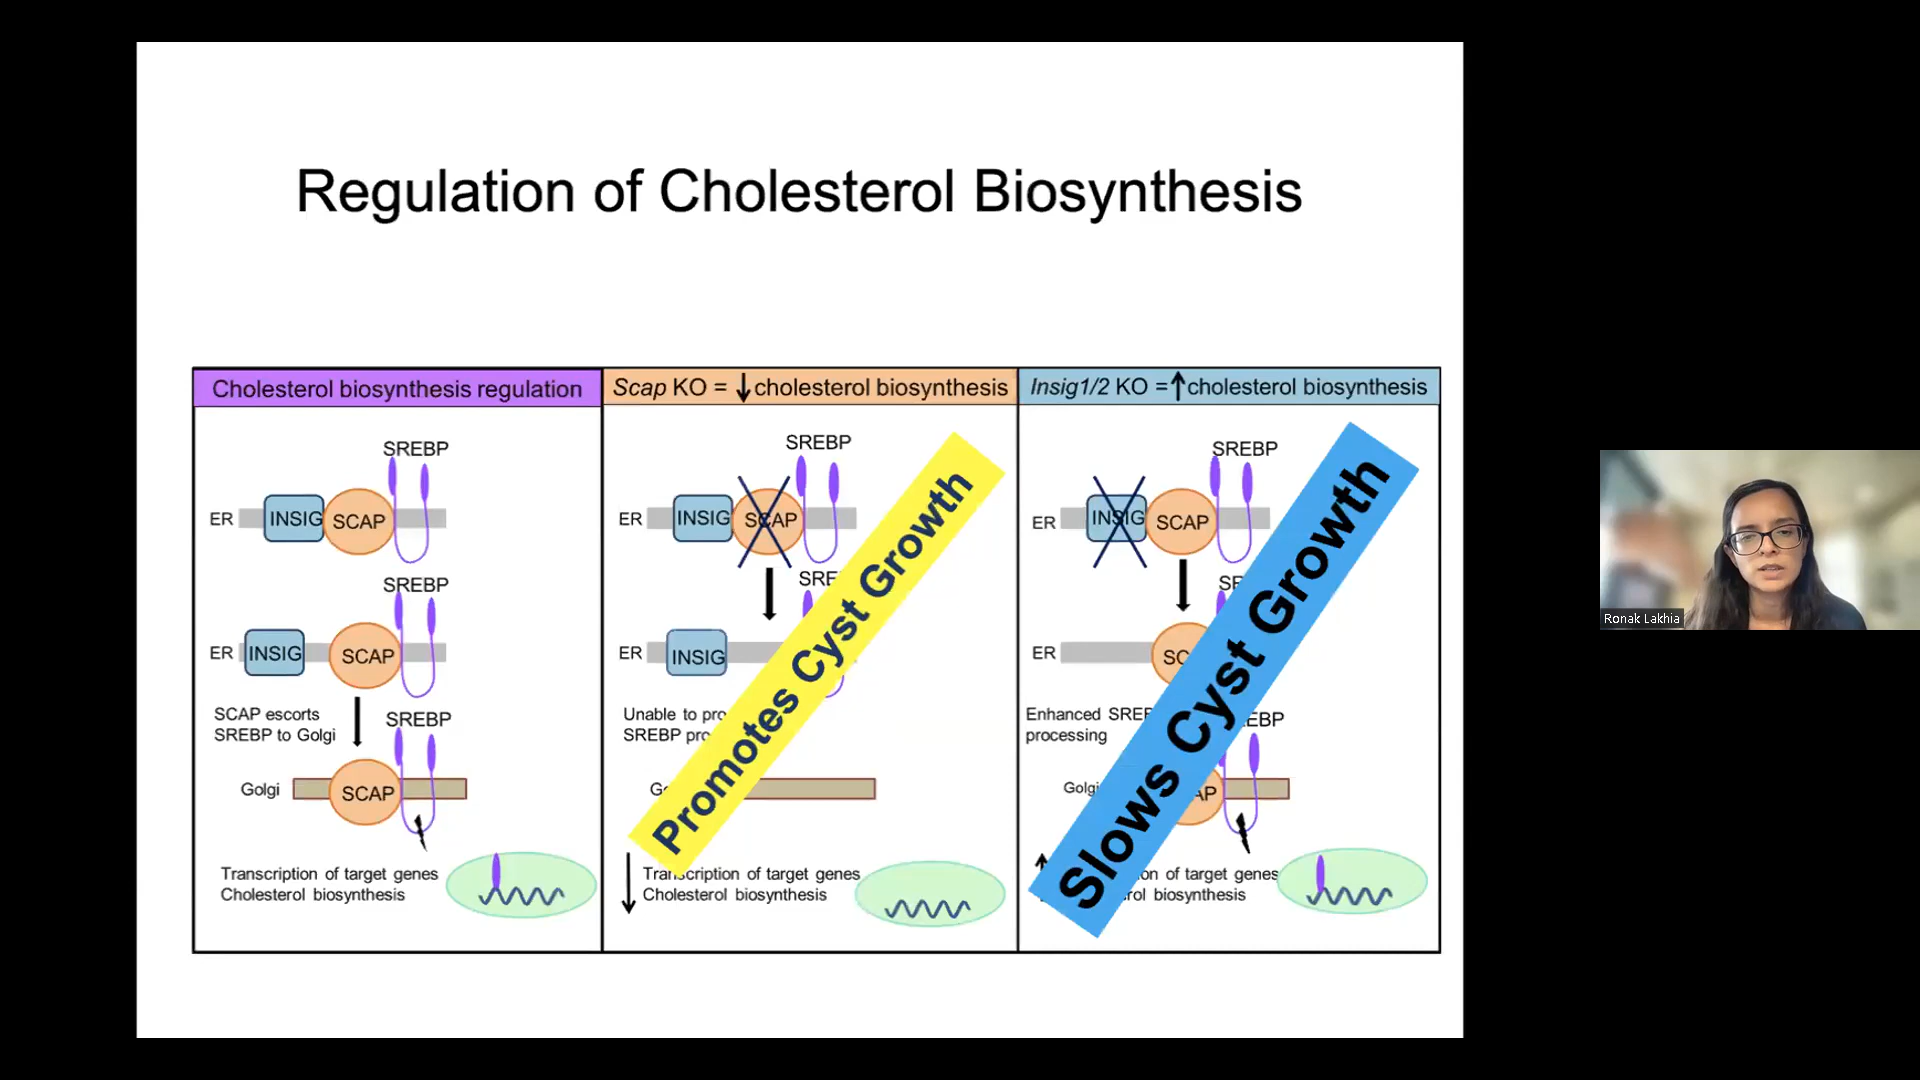 Regulation of Cholesterol Biosynthesis
Cholesterol biosynthesis regulation
SREBP
ER
INSIG
SCAP
SREBP
ER
INSIG
SCAP
SCAP escorts
SREBP to Golgi
SREBP
Golgi
SCAP
Transcription of target genes
Cholesterol biosynthesis
Scap KO = ↓ cholesterol biosynthesis
SREBP
ER
INSIG
SCAP
SRE
ER
INSIG
Unable to pro
SREBP pro
Go
↓ Transcription of target genes
Cholesterol biosynthesis
Promotes Cyst Growth
Insig1/2 KO = ↑ cholesterol biosynthesis
SREBP
ER
INSIG
SCAP
ER
SC
Enhanced SREB
processing
EBP
Golgi
AP
on of target genes
rol biosynthesis
Slows Cyst Growth
Ronak Lakhia